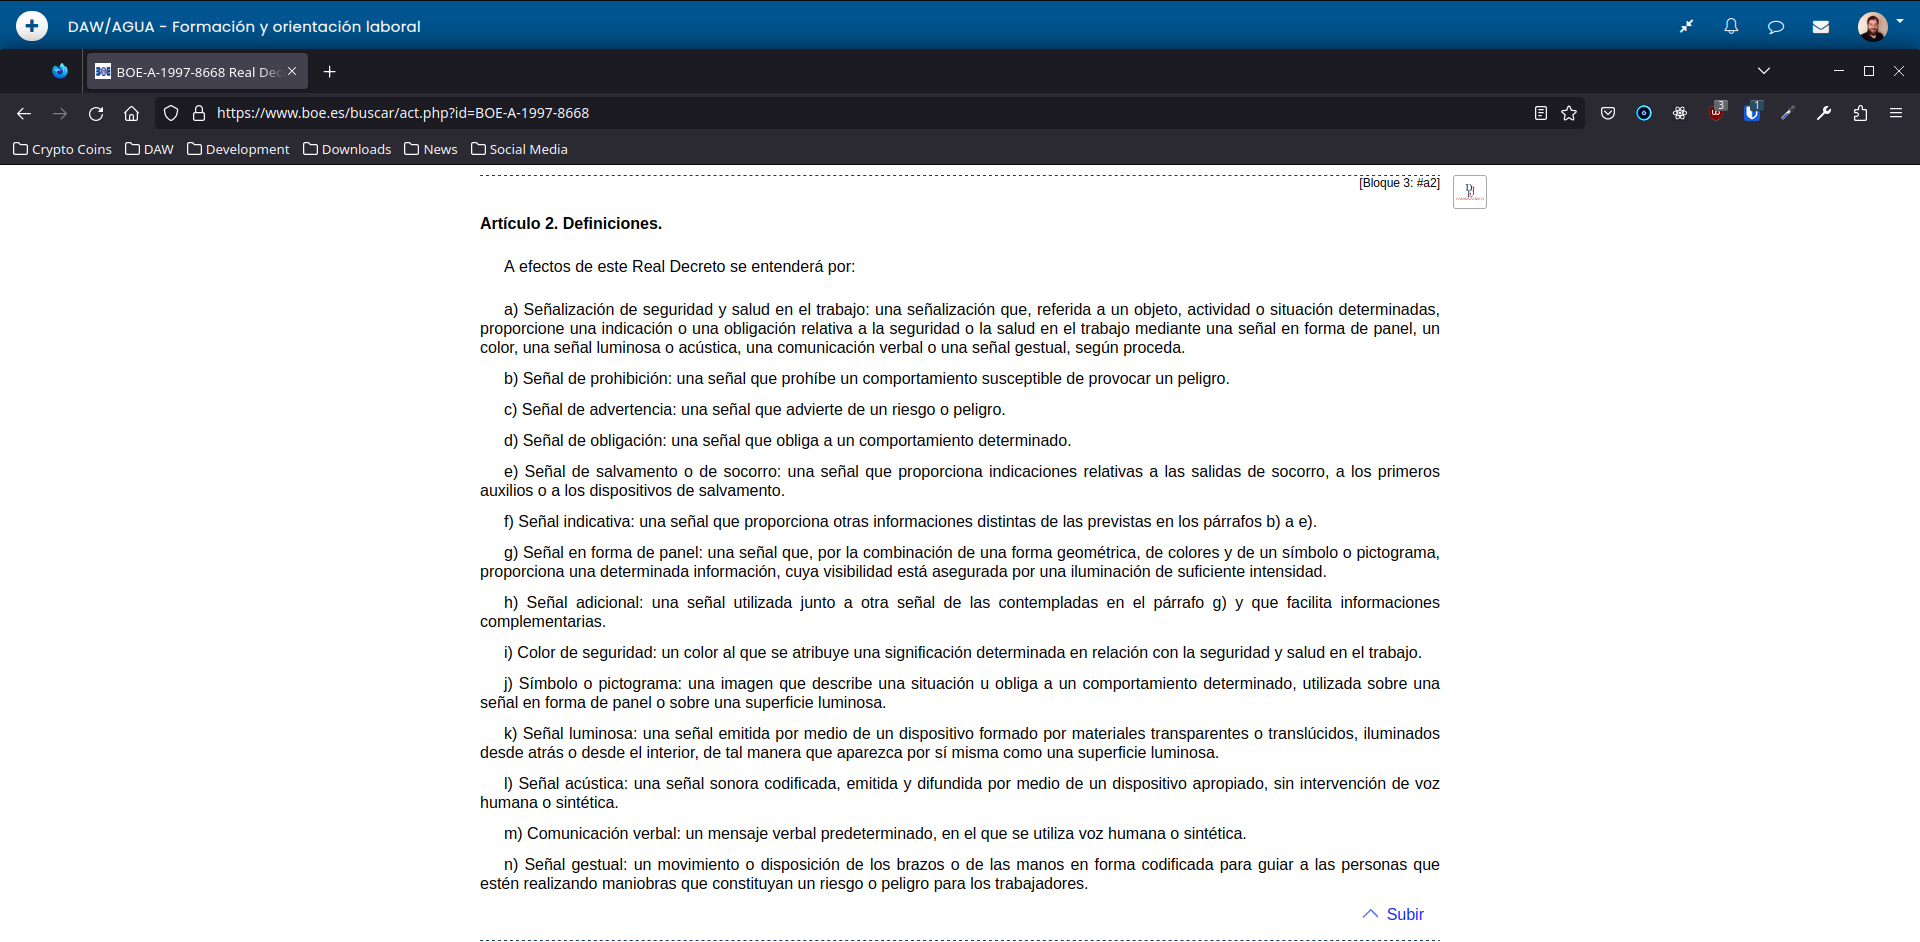 DAW/AGUA - Formación y orientación laboral
BOE-A-1997-8668 Real Dec
https://www.boe.es/buscar/act.php?id=BOE-A-1997-8668
3
1
Crypto Coins DAW Development Downloads News Social Media
[Bloque 3: #a2]
Artículo 2. Definiciones.
A efectos de este Real Decreto se entenderá por:
a) Señalización de seguridad y salud en el trabajo: una señalización que, referida a un objeto, actividad o situación determinadas,
proporcione una indicación o una obligación relativa a la seguridad o la salud en el trabajo mediante una señal en forma de panel, un
color, una señal luminosa o acústica, una comunicación verbal o una señal gestual, según proceda.
b) Señal de prohibición: una señal que prohíbe un comportamiento susceptible de provocar un peligro.
c) Señal de advertencia: una señal que advierte de un riesgo o peligro.
d) Señal de obligación: una señal que obliga a un comportamiento determinado.
e) Señal de salvamento o de socorro: una señal que proporciona indicaciones relativas a las salidas de socorro, a los primeros
auxilios o a los dispositivos de salvamento.
f) Señal indicativa: una señal que proporciona otras informaciones distintas de las previstas en los párrafos b) a e).
g) Señal en forma de panel: una señal que, por la combinación de una forma geométrica, de colores y de un símbolo o pictograma,
proporciona una determinada información, cuya visibilidad está asegurada por una iluminación de suficiente intensidad.
h) Señal adicional: una señal utilizada junto a otra señal de las contempladas en el párrafo g) y que facilita informaciones
complementarias.
i) Color de seguridad: un color al que se atribuye una significación determinada en relación con la seguridad y salud en el trabajo.
j) Símbolo o pictograma: una imagen que describe una situación u obliga a un comportamiento determinado, utilizada sobre una
señal en forma de panel o sobre una superficie luminosa.
k) Señal luminosa: una señal emitida por medio de un dispositivo formado por materiales transparentes o translúcidos, iluminados
desde atrás o desde el interior, de tal manera que aparezca por sí misma como una superficie luminosa.
l) Señal acústica: una señal sonora codificada, emitida y difundida por medio de un dispositivo apropiado, sin intervención de voz
humana o sintética.
m) Comunicación verbal: un mensaje verbal predeterminado, en el que se utiliza voz humana o sintética.
n) Señal gestual: un movimiento o disposición de los brazos o de las manos en forma codificada para guiar a las personas que
estén realizando maniobras que constituyan un riesgo o peligro para los trabajadores.
Subir